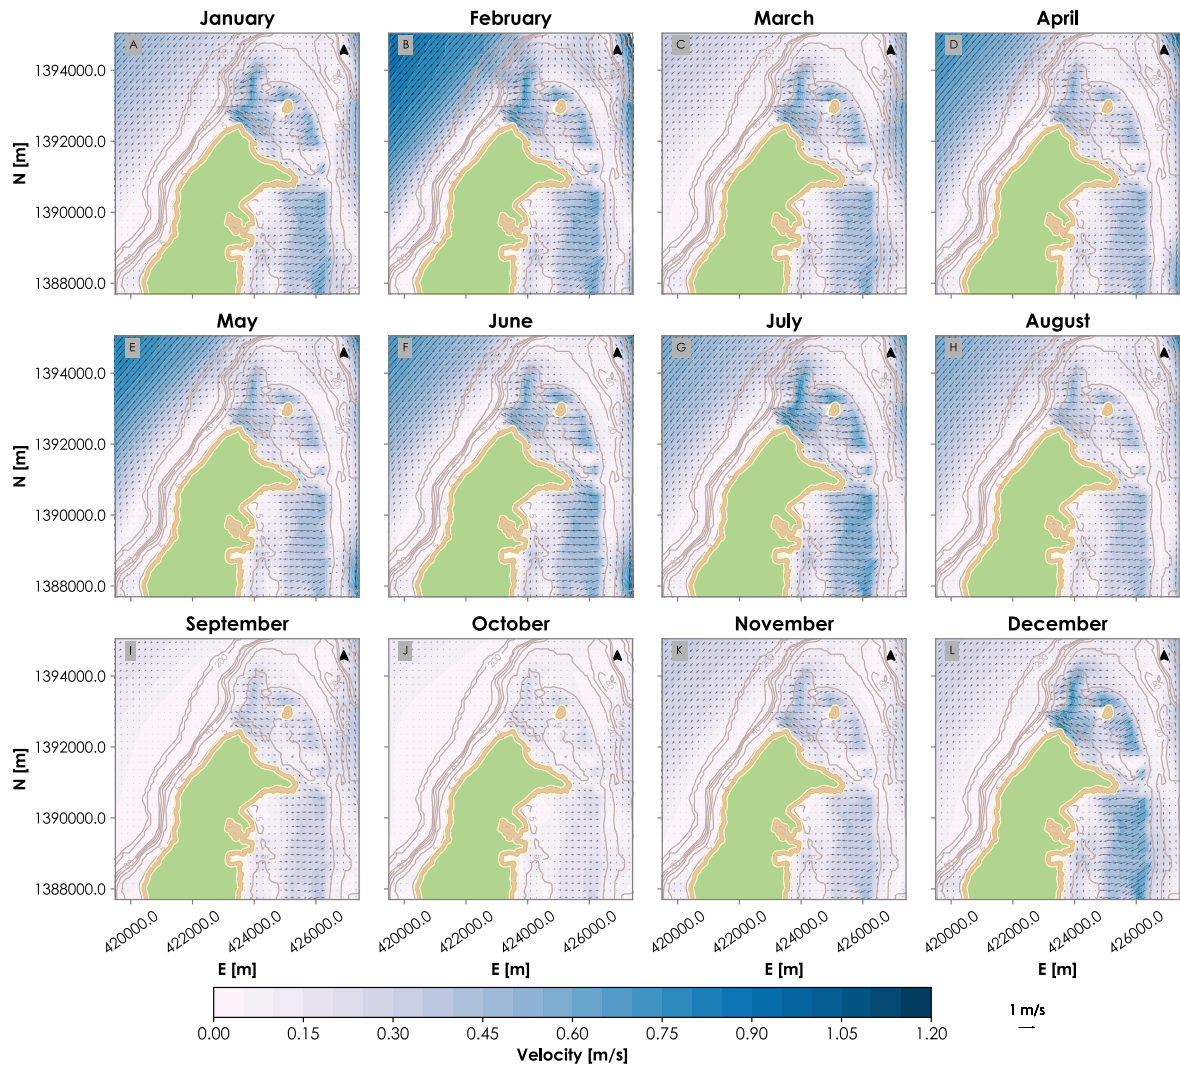 January February March April
A B C D
1394000.0
1392000.0
1390000.0
1388000.0
N [m]
May June July August
E F G H
1394000.0
1392000.0
1390000.0
1388000.0
N [m]
September October November December
I J K L
200 200 200 200
1394000.0
1392000.0
1390000.0
1388000.0
N [m]
420000.0 422000.0 424000.0 426000.0 420000.0 422000.0 424000.0 426000.0 420000.0 422000.0 424000.0 426000.0 420000.0 422000.0 424000.0 426000.0
E [m] E [m] E [m] E [m]
1 m/s
0.00 0.15 0.30 0.45 0.60 0.75 0.90 1.05 1.20
Velocity [m/s]